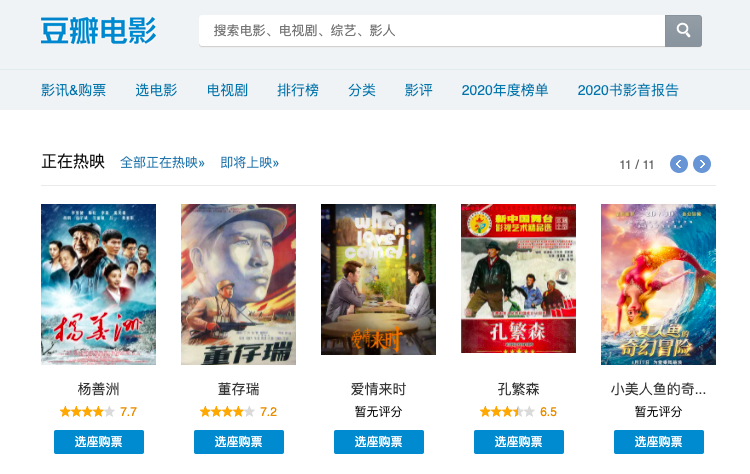 豆瓣电影
搜索电影、电视剧、综艺、影人
影讯&购票 选电影 电视剧 排行榜 分类 影评 2020年度榜单 2020书影音报告
正在热映 全部正在热映» 即将上映» 11 / 11
杨善洲
董存瑞
when
love
comes
爱情来时
新中国舞台
影视艺术精品选
孔繁森
小美人鱼的
奇幻冒险
杨善洲 董存瑞 爱情来时 孔繁森 小美人鱼的奇...
7.7 7.2 暂无评分 6.5 暂无评分
选座购票 选座购票 选座购票 选座购票 选座购票